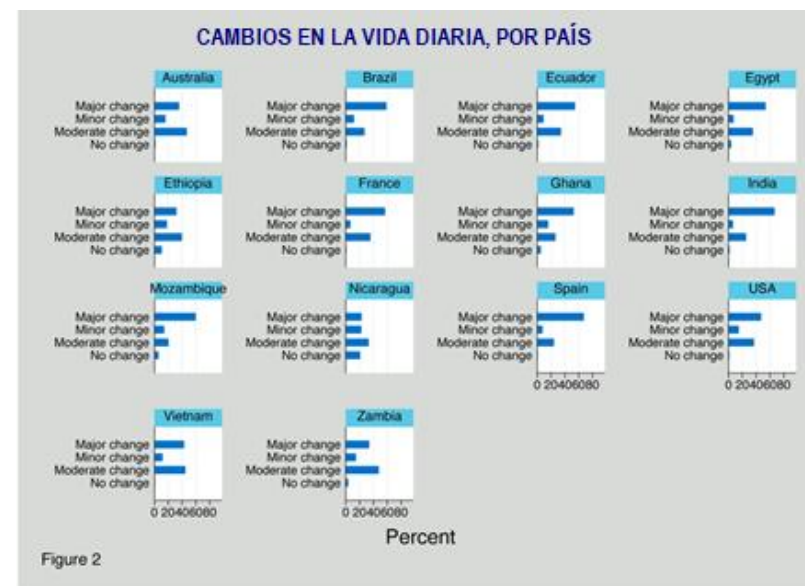 CAMBIOS EN LA VIDA DIARIA, POR PAÍS
Australia
Major change
Minor change
Moderate change
No change
Brazil
Major change
Minor change
Moderate change
No change
Ecuador
Major change
Minor change
Moderate change
No change
Egypt
Major change
Minor change
Moderate change
No change
Ethiopia
Major change
Minor change
Moderate change
No change
France
Major change
Minor change
Moderate change
No change
Ghana
Major change
Minor change
Moderate change
No change
India
Major change
Minor change
Moderate change
No change
Mozambique
Major change
Minor change
Moderate change
No change
Nicaragua
Major change
Minor change
Moderate change
No change
Spain
Major change
Minor change
Moderate change
No change
0 20406080
USA
Major change
Minor change
Moderate change
No change
0 20406080
Vietnam
Major change
Minor change
Moderate change
No change
0 20406080
Zambia
Major change
Minor change
Moderate change
No change
0 20406080
Percent
Figure 2